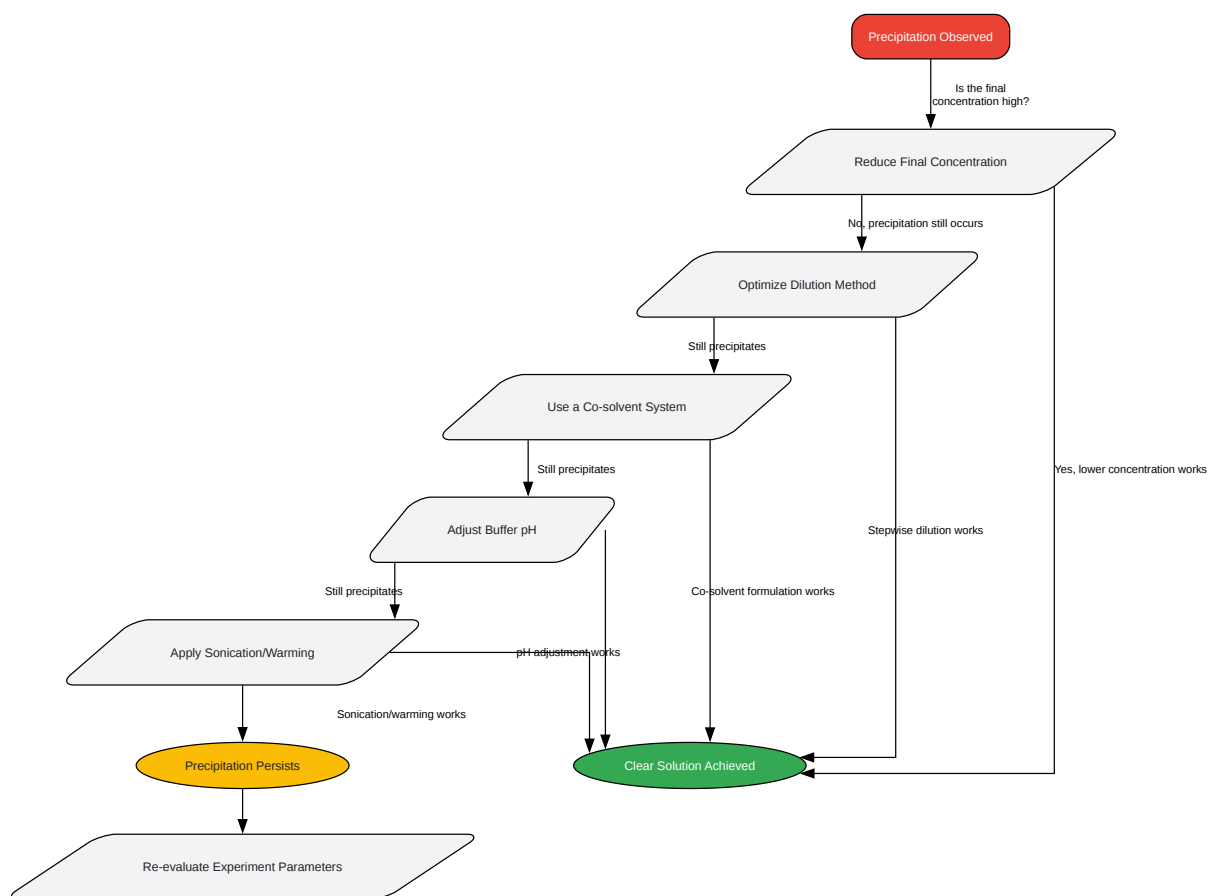 Precipitation Observed
Is the final
concentration high?
Reduce Final Concentration
No, precipitation still occurs
Optimize Dilution Method
Still precipitates
Use a Co-solvent System
Still precipitates
Yes, lower concentration works
Adjust Buffer pH
Stepwise dilution works
Still precipitates
Co-solvent formulation works
Apply Sonication/Warming
pH adjustment works
Sonication/warming works
Precipitation Persists
Clear Solution Achieved
Re-evaluate Experiment Parameters